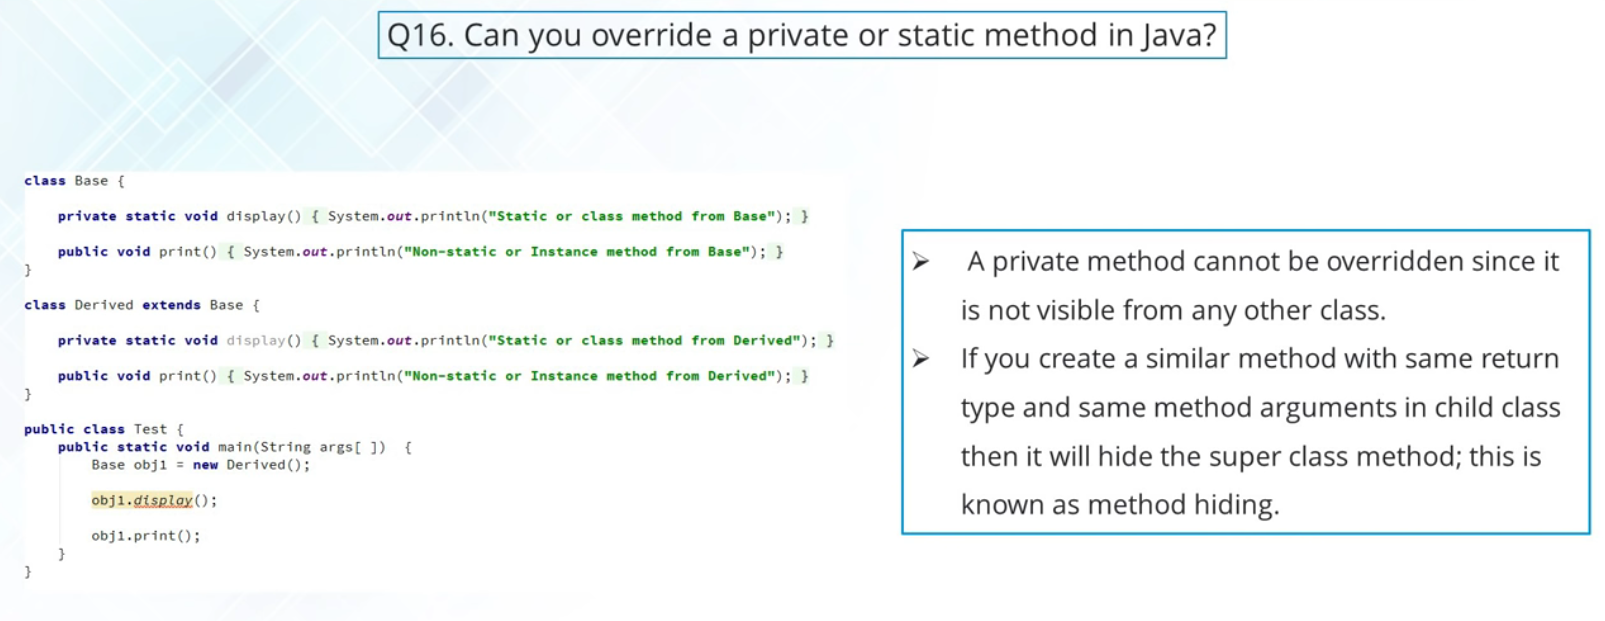 Q16. Can you override a private or static method in Java?
class Base {
private static void display() { System.out.println("Static or class method from Base"); }
public void print() { System.out.println("Non-static or Instance method from Base"); }
}
class Derived extends Base {
private static void display() { System.out.println("Static or class method from Derived"); }
public void print() { System.out.println("Non-static or Instance method from Derived"); }
}
public class Test {
public static void main(String args[ ]) {
Base obj1 = new Derived();
obj1.display();
obj1.print();
}
}
➢ A private method cannot be overridden since it
is not visible from any other class.
➢ If you create a similar method with same return
type and same method arguments in child class
then it will hide the super class method; this is
known as method hiding.